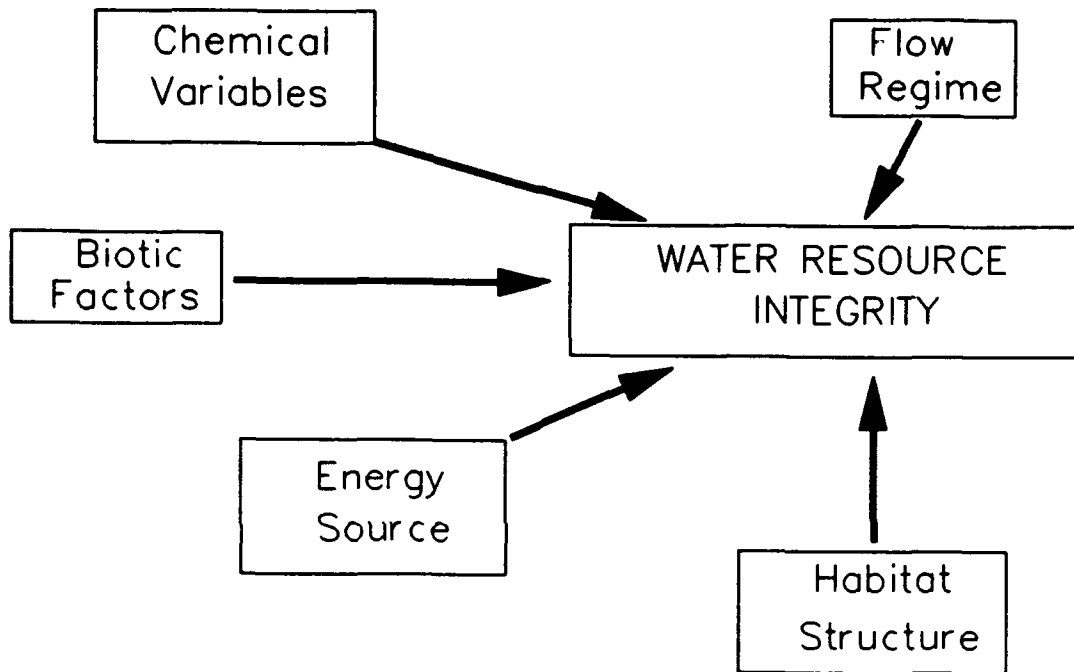 Chemical
Variables
Flow
Regime
Biotic
Factors
WATER RESOURCE
INTEGRITY
Energy
Source
Habitat
Structure